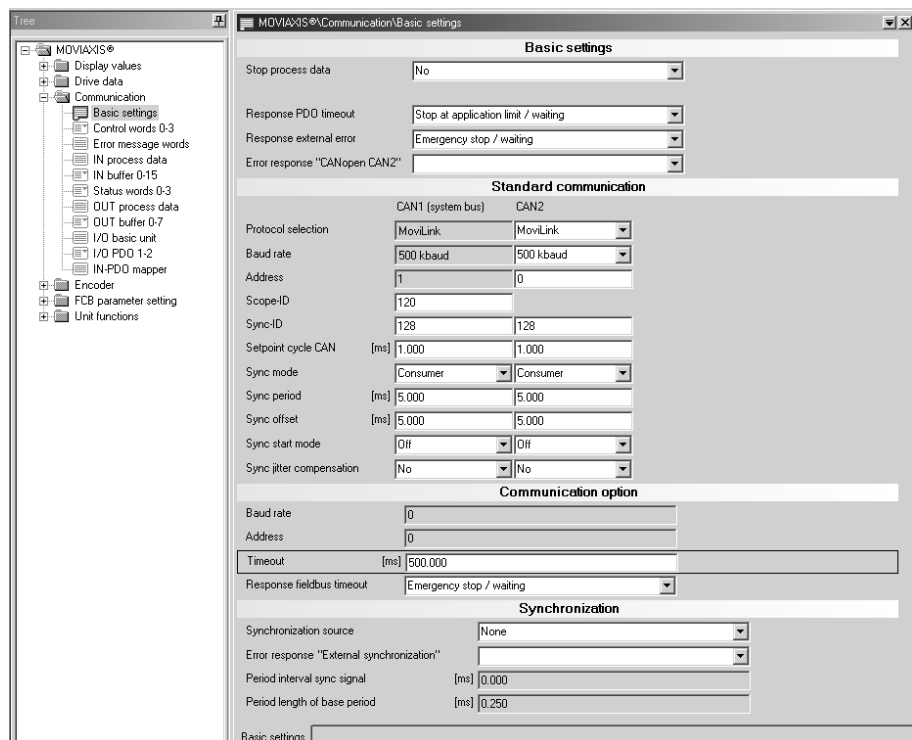 Tree
MOVIAXIS®
Display values
Drive data
Communication
Basic settings
Control words 0-3
Error message words
IN process data
IN buffer 0-15
Status words 0-3
OUT process data
OUT buffer 0-7
I/O basic unit
I/O PDO 1-2
IN-PDO mapper
Encoder
FCB parameter setting
Unit functions
MOVIAXIS®\Communication\Basic settings
Basic settings
Stop process data No
Response PDO timeout Stop at application limit / waiting
Response external error Emergency stop / waiting
Error response "CANopen CAN2"
Standard communication
CAN1 (system bus) CAN2
Protocol selection MoviLink MoviLink
Baud rate 500 kbaud 500 kbaud
Address 1 0
Scope-ID 120
Sync-ID 128 128
Setpoint cycle CAN [ms] 1.000 1.000
Sync mode Consumer Consumer
Sync period [ms] 5.000 5.000
Sync offset [ms] 5.000 5.000
Sync start mode Off Off
Sync jitter compensation No No
Communication option
Baud rate 0
Address 0
Timeout [ms] 500.000
Response fieldbus timeout Emergency stop / waiting
Synchronization
Synchronization source None
Error response "External synchronization"
Period interval sync signal [ms] 0.000
Period length of base period [ms] 0.250
Basic settings